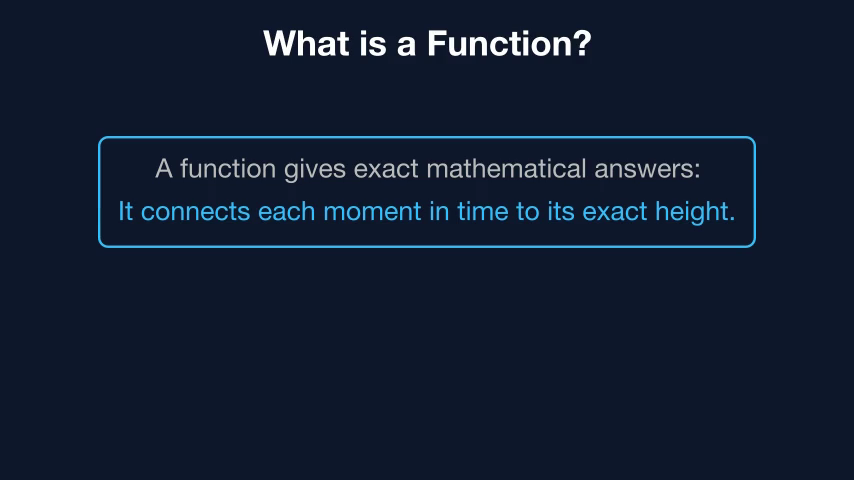 What is a Function?
A function gives exact mathematical answers:
It connects each moment in time to its exact height.